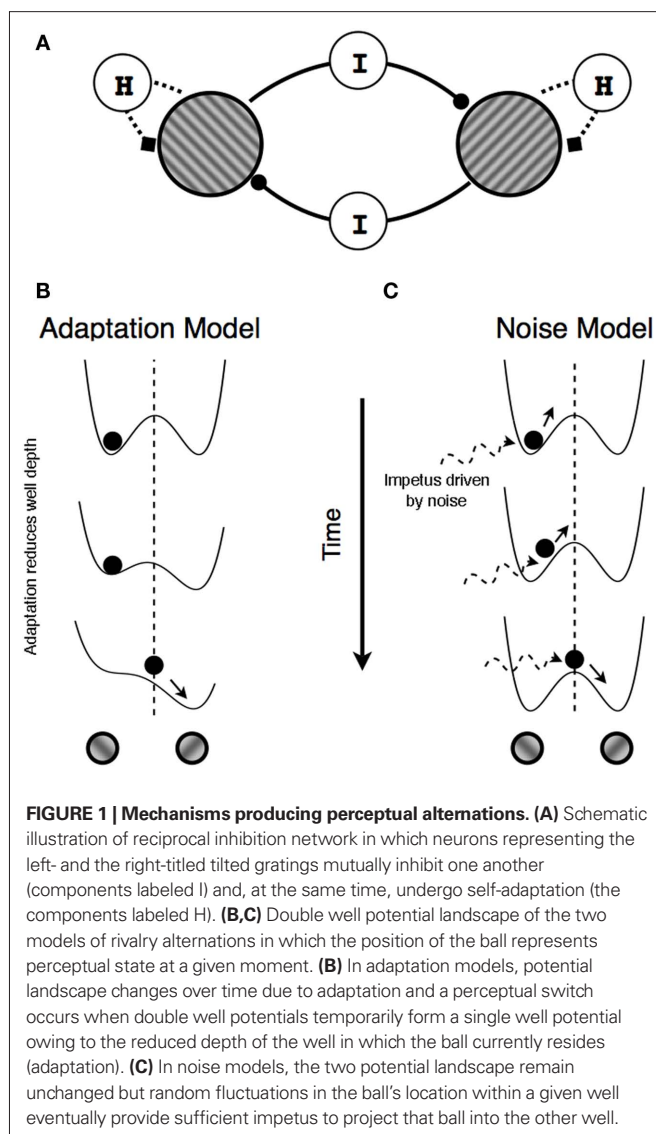 A
H
I
H
I
B
C
Adaptation Model
Noise Model
Adaptation reduces well depth
Time
Impetus driven
by noise
FIGURE 1 | Mechanisms producing perceptual alternations. (A) Schematic
illustration of reciprocal inhibition network in which neurons representing the
left- and the right-titled tilted gratings mutually inhibit one another
(components labeled I) and, at the same time, undergo self-adaptation (the
components labeled H). (B,C) Double well potential landscape of the two
models of rivalry alternations in which the position of the ball represents
perceptual state at a given moment. (B) In adaptation models, potential
landscape changes over time due to adaptation and a perceptual switch
occurs when double well potentials temporarily form a single well potential
owing to the reduced depth of the well in which the ball currently resides
(adaptation). (C) In noise models, the two potential landscape remain
unchanged but random fluctuations in the ball's location within a given well
eventually provide sufficient impetus to project that ball into the other well.